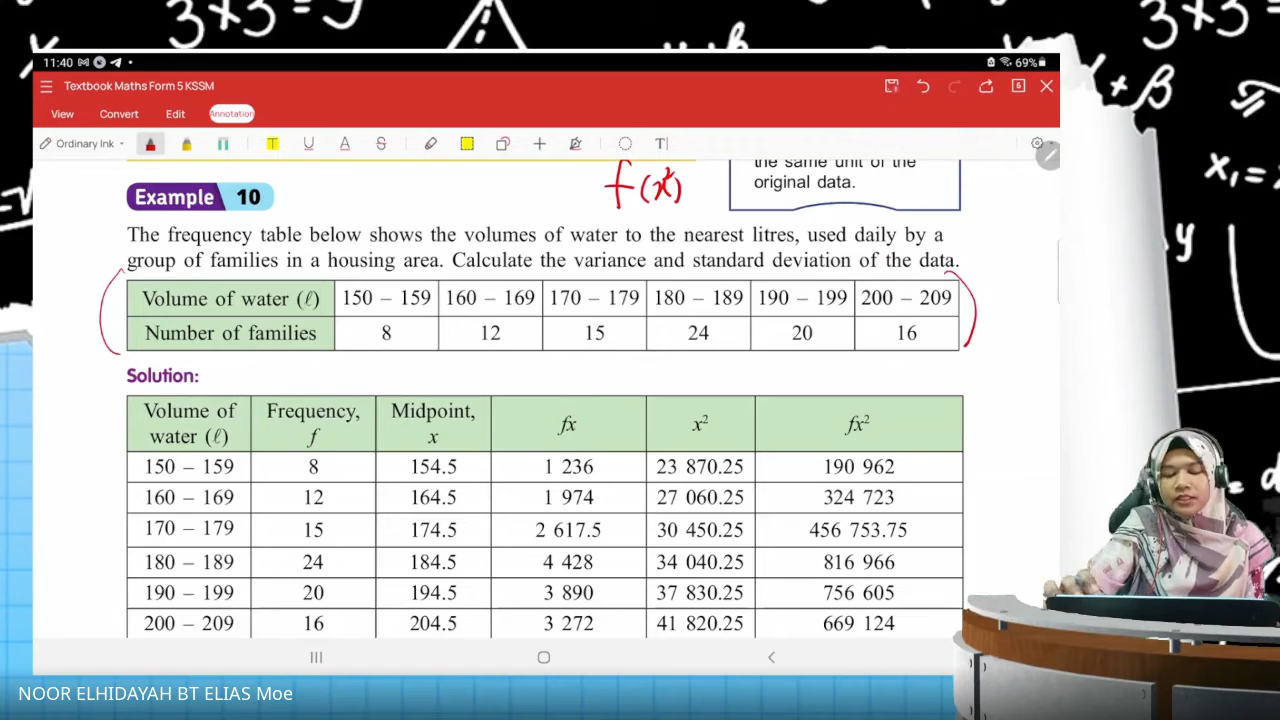 3×3=9
3×3=
11:40
69%
Textbook Maths Form 5 KSSM
6
View Convert Edit Annotation
Ordinary Ink
T U A S T
the same unit of the
original data.
f(x²)
Example 10
The frequency table below shows the volumes of water to the nearest litres, used daily by a
group of families in a housing area. Calculate the variance and standard deviation of the data.
Volume of water (ℓ) 150 – 159 160 – 169 170 – 179 180 – 189 190 – 199 200 – 209
Number of families 8 12 15 24 20 16
Solution:
Volume of water (ℓ) Frequency, f Midpoint, x fx x² fx²
150 – 159 8 154.5 1 236 23 870.25 190 962
160 – 169 12 164.5 1 974 27 060.25 324 723
170 – 179 15 174.5 2 617.5 30 450.25 456 753.75
180 – 189 24 184.5 4 428 34 040.25 816 966
190 – 199 20 194.5 3 890 37 830.25 756 605
200 – 209 16 204.5 3 272 41 820.25 669 124
+β
x₁=
y
NOOR ELHIDAYAH BT ELIAS Moe